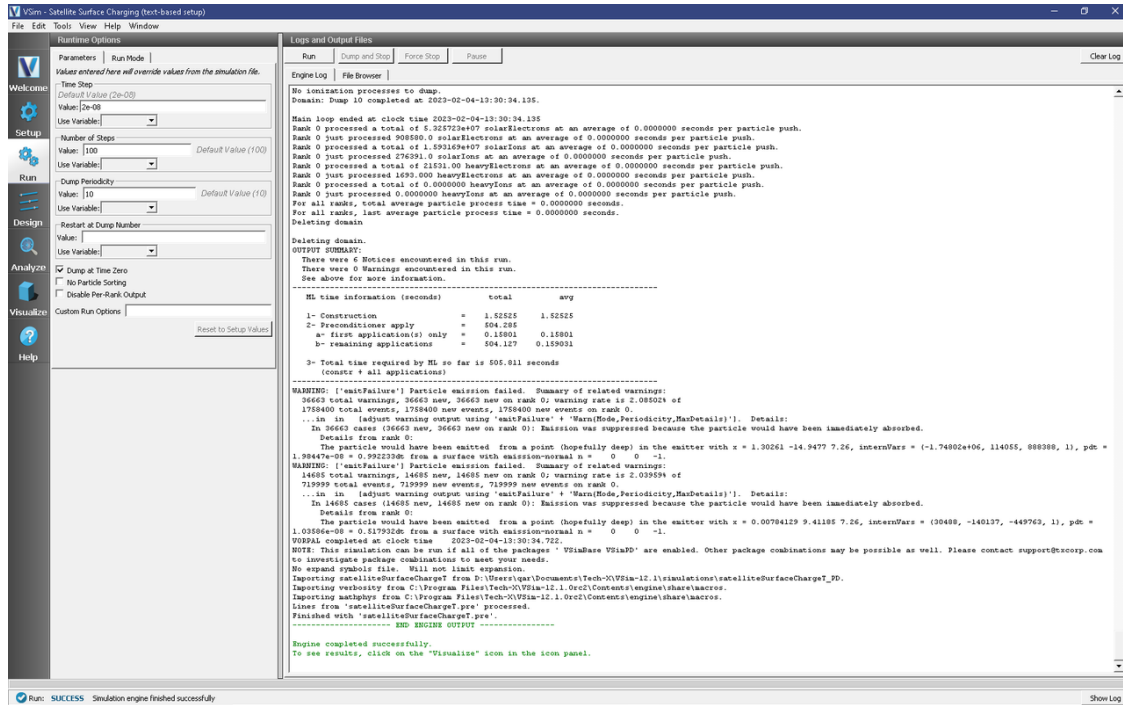 VSim - Satellite Surface Charging (text-based setup)
File Edit Tools View Help Window
Welcome
Setup
Run
Design
Analyze
Visualize
Help
Runtime Options
Parameters
Run Mode
Values entered here will override values from the simulation file.
Time Step
Default Value (2e-08)
Value: 2e-08
Use Variable:
Number of Steps
Value: 100 Default Value (100)
Use Variable:
Dump Periodicity
Value: 10 Default Value (10)
Use Variable:
Restart at Dump Number
Value:
Use Variable:
Dump at Time Zero
No Particle Sorting
Disable Per-Rank Output
Custom Run Options
Reset to Setup Values
Logs and Output Files
Run Dump and Stop Force Stop Pause Clear Log
Engine Log File Browser
No ionization processes to dump.
Domain: Dump 10 completed at 2023-02-04-13:30:34.135.
Main loop ended at clock time 2023-02-04-13:30:34.135
Rank 0 processed a total of 5.325723e+07 solarElectrons at an average of 0.0000000 seconds per particle push.
Rank 0 just processed 908580.0 solarElectrons at an average of 0.0000000 seconds per particle push.
Rank 0 processed a total of 1.593169e+07 solarIons at an average of 0.0000000 seconds per particle push.
Rank 0 just processed 276391.0 solarIons at an average of 0.0000000 seconds per particle push.
Rank 0 processed a total of 21531.00 heavyElectrons at an average of 0.0000000 seconds per particle push.
Rank 0 just processed 1693.000 heavyElectrons at an average of 0.0000000 seconds per particle push.
Rank 0 processed a total of 0.0000000 heavyIons at an average of 0.0000000 seconds per particle push.
Rank 0 just processed 0.0000000 heavyIons at an average of 0.0000000 seconds per particle push.
For all ranks, total average particle process time = 0.0000000 seconds.
For all ranks, last average particle process time = 0.0000000 seconds.
Deleting domain
Deleting domain.
OUTPUT SUMMARY:
There were 6 Notices encountered in this run.
There were 0 Warnings encountered in this run.
See above for more information.
ML time information (seconds) total avg
1- Construction = 1.52525 1.52525
2- Preconditioner apply = 504.285
a- first application(s) only = 0.15801 0.15801
b- remaining applications = 504.127 0.159031
3- Total time required by ML so far is 505.811 seconds
(constr + all applications)
WARNING: ['emitFailure'] Particle emission failed. Summary of related warnings:
36663 total warnings, 36663 new, 36663 new on rank 0; warning rate is 2.08502% of
1758400 total events, 1758400 new events, 1758400 new events on rank 0.
...in in [adjust warning output using 'emitFailure' + 'Warn{Mode,Periodicity,MaxDetails}']. Details:
In 36663 cases (36663 new, 36663 new on rank 0): Emission was suppressed because the particle would have been immediately absorbed.
Details from rank 0:
The particle would have been emitted from a point (hopefully deep) in the emitter with x = 1.30261 -14.9477 7.26, internVars = (-1.74802e+06, 114055, 888388, 1), pdt =
1.98447e-08 = 0.992233dt from a surface with emission-normal n = 0 0 -1.
WARNING: ['emitFailure'] Particle emission failed. Summary of related warnings:
14685 total warnings, 14685 new, 14685 new on rank 0; warning rate is 2.03959% of
719999 total events, 719999 new events, 719999 new events on rank 0.
...in in [adjust warning output using 'emitFailure' + 'Warn{Mode,Periodicity,MaxDetails}']. Details:
In 14685 cases (14685 new, 14685 new on rank 0): Emission was suppressed because the particle would have been immediately absorbed.
Details from rank 0:
The particle would have been emitted from a point (hopefully deep) in the emitter with x = 0.00784129 9.41185 7.26, internVars = (30488, -140137, -449763, 1), pdt =
1.03586e-08 = 0.517932dt from a surface with emission-normal n = 0 0 -1.
VORPAL completed at clock time 2023-02-04-13:30:34.722.
NOTE: This simulation can be run if all of the packages ' VSimBase VSimPD' are enabled. Other package combinations may be possible as well. Please contact support@txcorp.com
to investigate package combinations to meet your needs.
No expand symbols file. Will not limit expansion.
Importing satelliteSurfaceChargeT from D:\Users\qar\Documents\Tech-X\VSim-12.1\simulations\satelliteSurfaceChargeT_PD.
Importing verbosity from C:\Program Files\Tech-X\VSim-12.1.0rc2\Contents\engine\share\macros.
Importing mathphys from C:\Program Files\Tech-X\VSim-12.1.0rc2\Contents\engine\share\macros.
Lines from 'satelliteSurfaceChargeT.pre' processed.
Finished with 'satelliteSurfaceChargeT.pre'.
-------------------- END ENGINE OUTPUT ----------------
Engine completed successfully.
To see results, click on the "Visualize" icon in the icon panel.
Run: SUCCESS Simulation engine finished successfully
Show Log